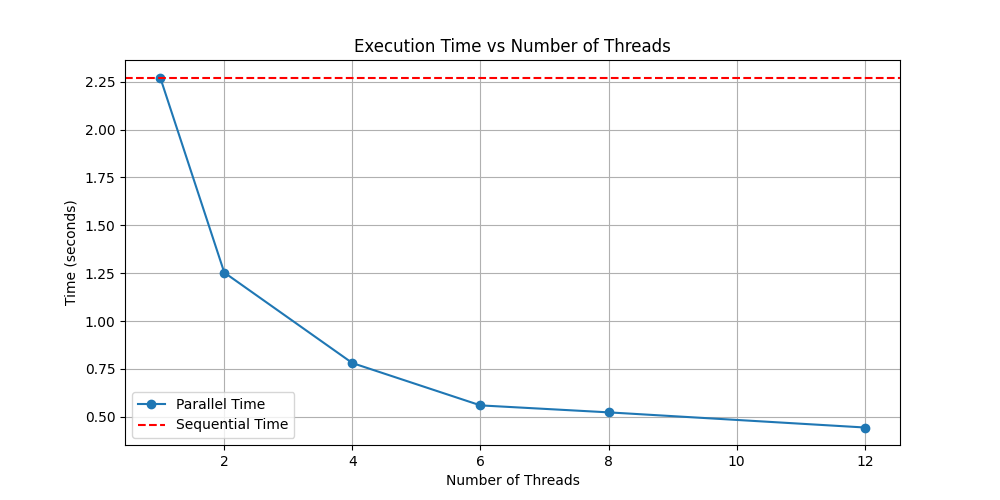 Execution Time vs Number of Threads
2.25
2.00
1.75
1.50
1.25
1.00
0.75
0.50
Time (seconds)
Parallel Time
Sequential Time
2 4 6 8 10 12
Number of Threads